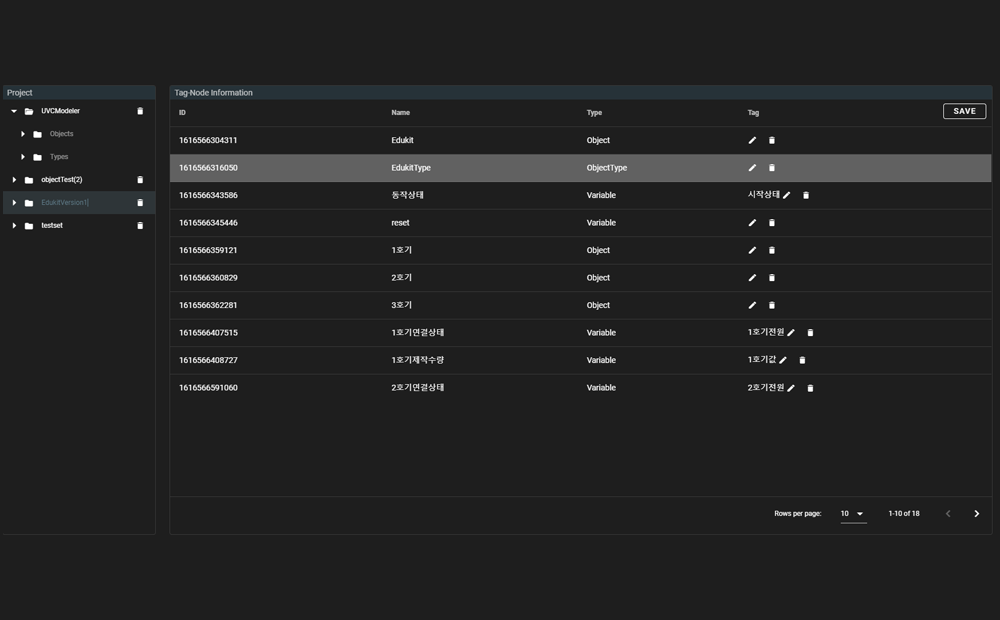 Project
UVCModeler
Objects
Types
objectTest(2)
EdukitVersion1
testset
Tag-Node Information
ID Name Type Tag SAVE
1616566304311 Edukit Object
1616566316050 EdukitType ObjectType
1616566343586 동작상태 Variable 시작상태
1616566345446 reset Variable
1616566359121 1호기 Object
1616566360829 2호기 Object
1616566362281 3호기 Object
1616566407515 1호기연결상태 Variable 1호기전원
1616566408727 1호기제작수량 Variable 1호기값
1616566591060 2호기연결상태 Variable 2호기전원
Rows per page: 10 1-10 of 18